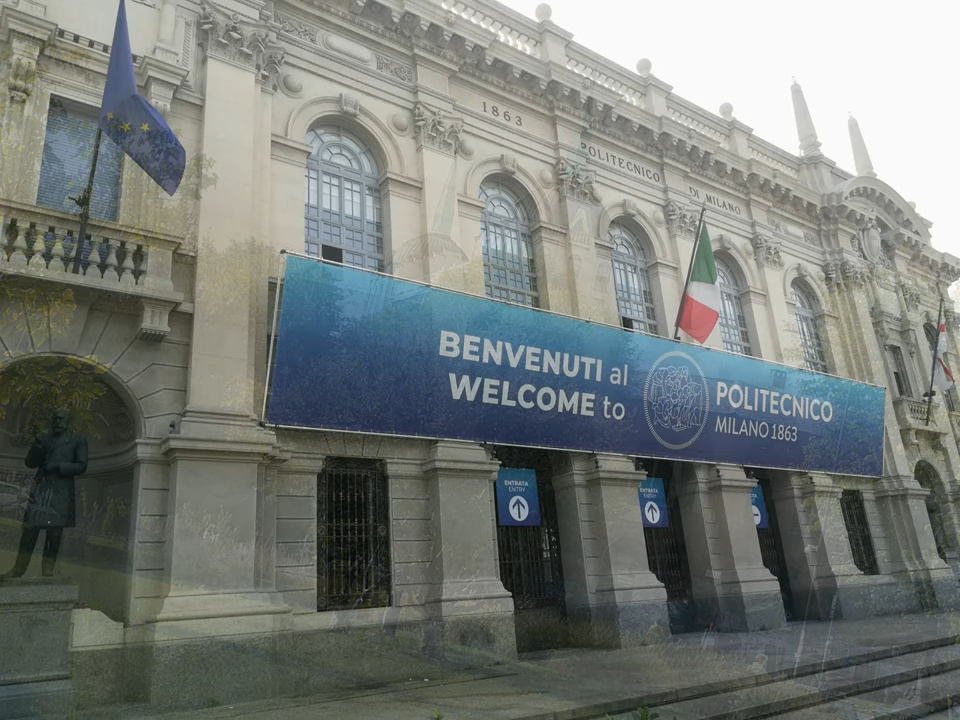 1863
POLITECNICO
DI MILANO
BENVENUTI al
WELCOME to
POLITECNICO
MILANO 1863
ENTRATA
ENTRY
ENTRATA
ENTRY